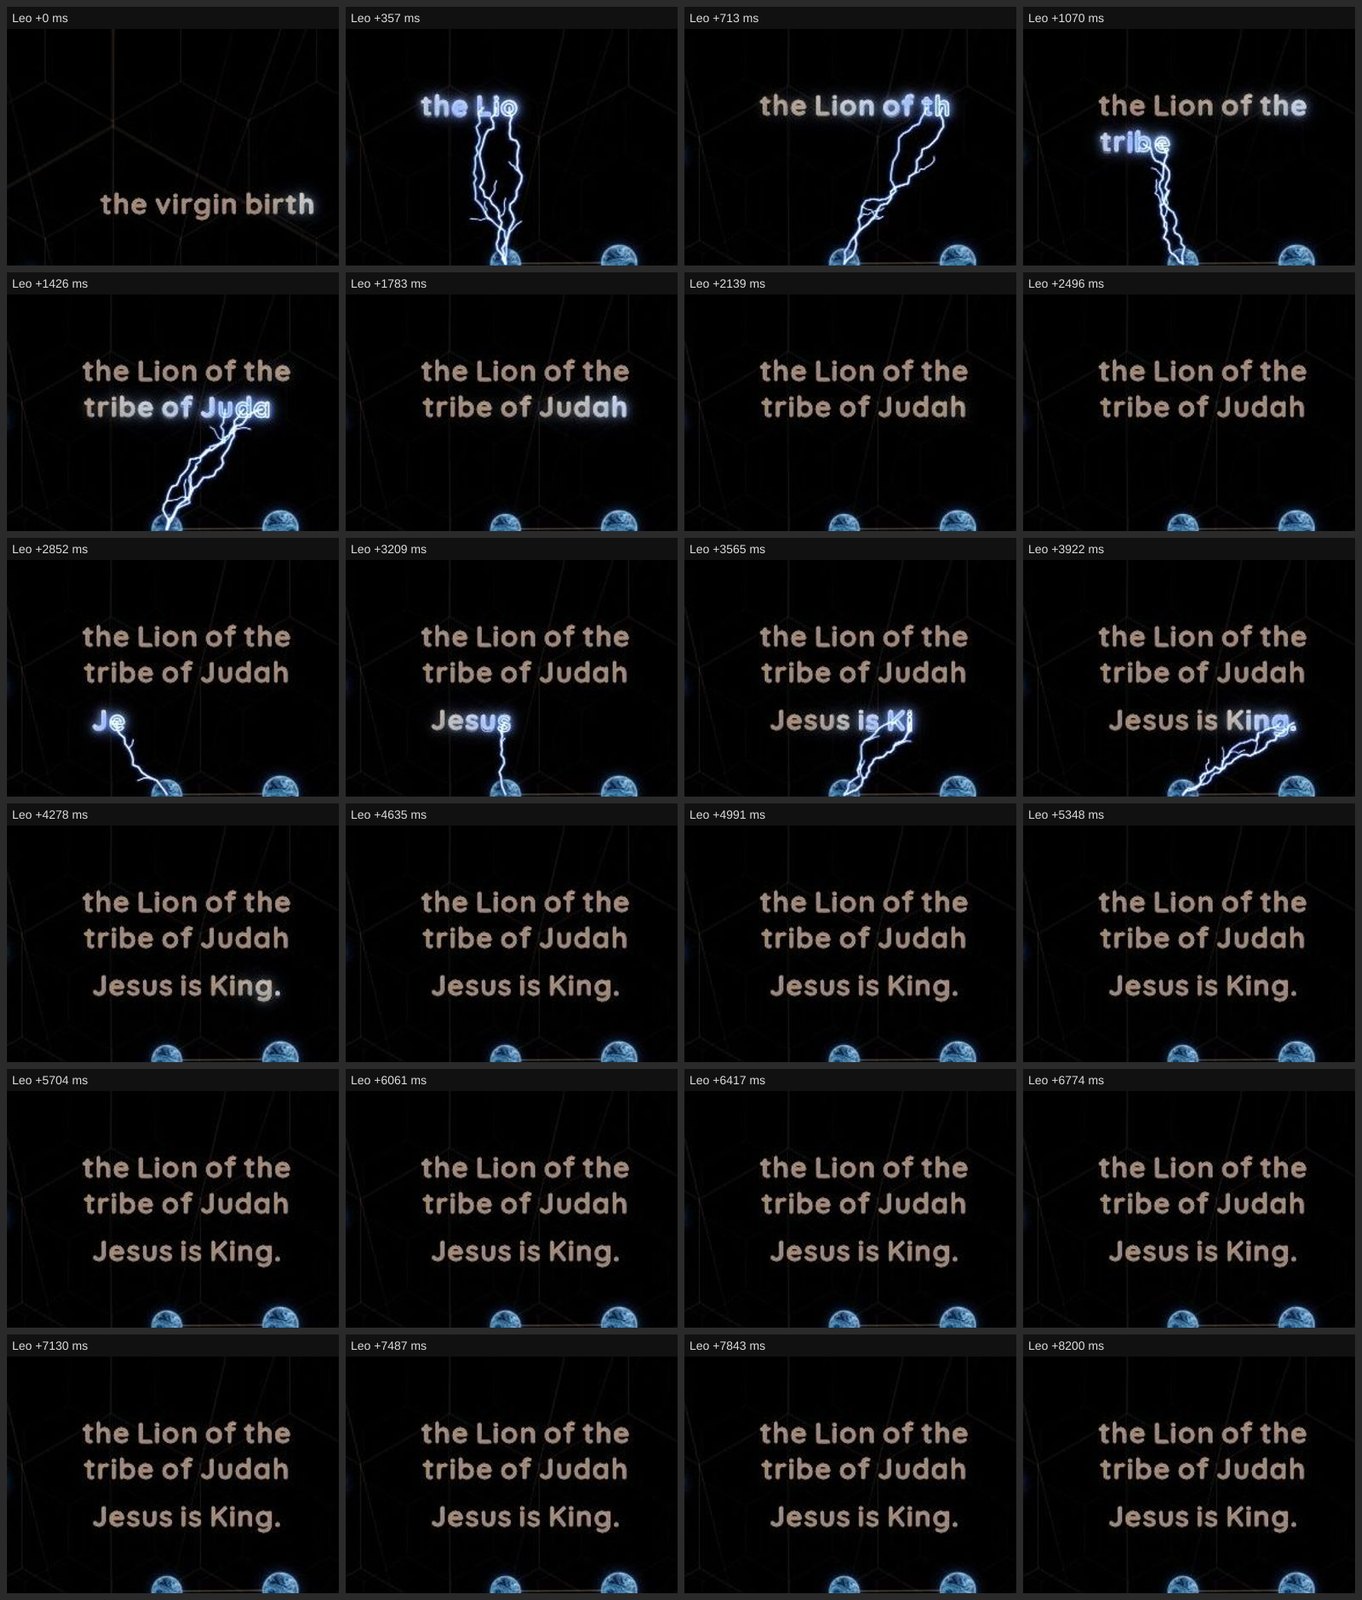 Leo +0 ms
Leo +357 ms
Leo +713 ms
Leo +1070 ms
the virgin birth
the Lio
the Lion of th
the Lion of the
tribe
Leo +1426 ms
Leo +1783 ms
Leo +2139 ms
Leo +2496 ms
the Lion of the
tribe of Juda
the Lion of the
tribe of Judah
the Lion of the
tribe of Judah
the Lion of the
tribe of Judah
Leo +2852 ms
Leo +3209 ms
Leo +3565 ms
Leo +3922 ms
the Lion of the
tribe of Judah
Je
the Lion of the
tribe of Judah
Jesus
the Lion of the
tribe of Judah
Jesus is Ki
the Lion of the
tribe of Judah
Jesus is King.
Leo +4278 ms
Leo +4635 ms
Leo +4991 ms
Leo +5348 ms
the Lion of the
tribe of Judah
Jesus is King.
the Lion of the
tribe of Judah
Jesus is King.
the Lion of the
tribe of Judah
Jesus is King.
the Lion of the
tribe of Judah
Jesus is King.
Leo +5704 ms
Leo +6061 ms
Leo +6417 ms
Leo +6774 ms
the Lion of the
tribe of Judah
Jesus is King.
the Lion of the
tribe of Judah
Jesus is King.
the Lion of the
tribe of Judah
Jesus is King.
the Lion of the
tribe of Judah
Jesus is King.
Leo +7130 ms
Leo +7487 ms
Leo +7843 ms
Leo +8200 ms
the Lion of the
tribe of Judah
Jesus is King.
the Lion of the
tribe of Judah
Jesus is King.
the Lion of the
tribe of Judah
Jesus is King.
the Lion of the
tribe of Judah
Jesus is King.